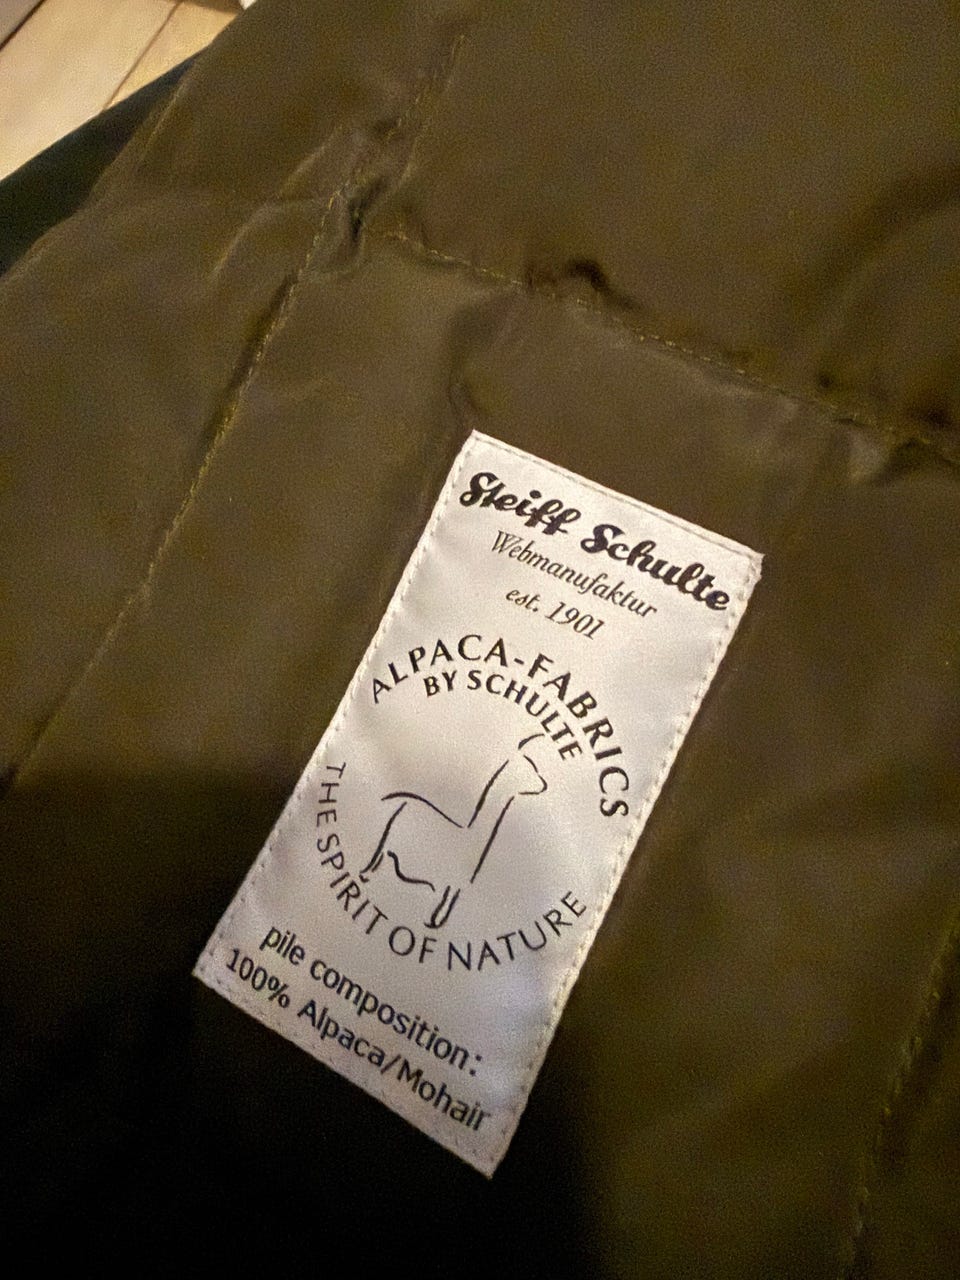 Steiff Schulte
Webmanufaktur
est. 1901
ALPACA-FABRICS
BY SCHULTE
THE SPIRIT OF NATURE
pile composition:
100% Alpaca/Mohair